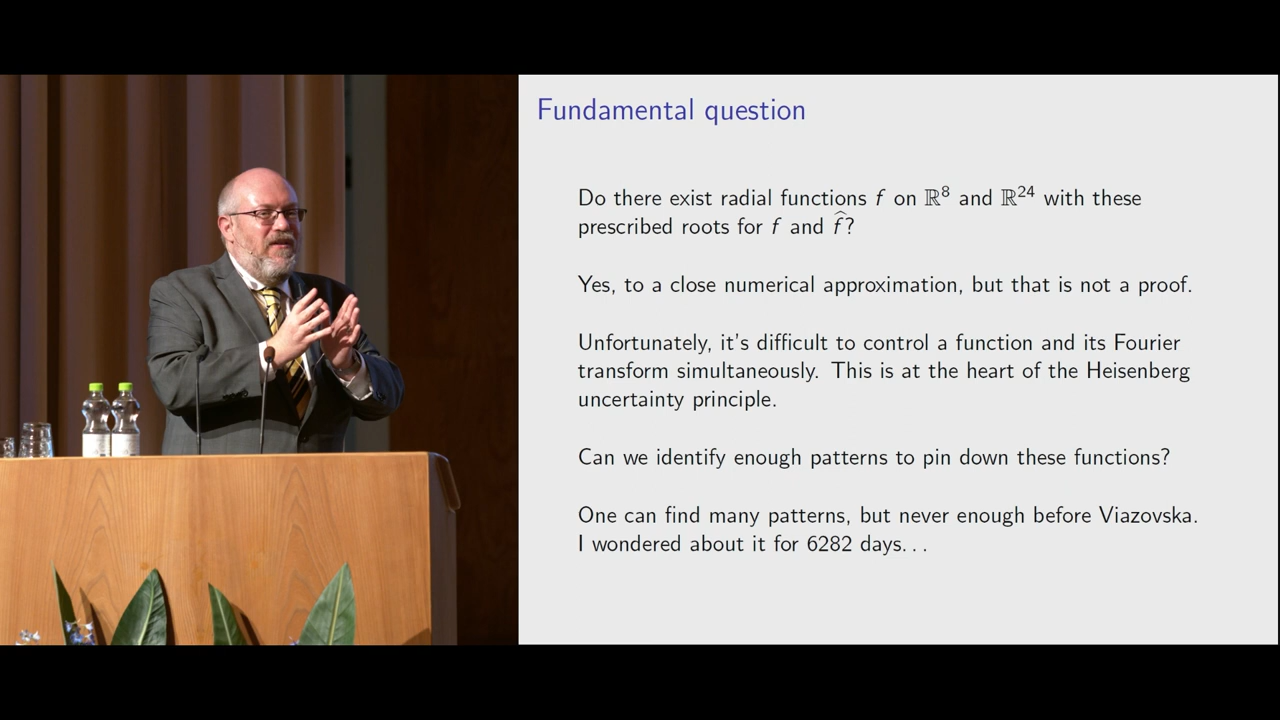 Fundamental question
Do there exist radial functions f on ℝ⁸ and ℝ²⁴ with these
prescribed roots for f and f̂?
Yes, to a close numerical approximation, but that is not a proof.
Unfortunately, it's difficult to control a function and its Fourier
transform simultaneously. This is at the heart of the Heisenberg
uncertainty principle.
Can we identify enough patterns to pin down these functions?
One can find many patterns, but never enough before Viazovska.
I wondered about it for 6282 days...